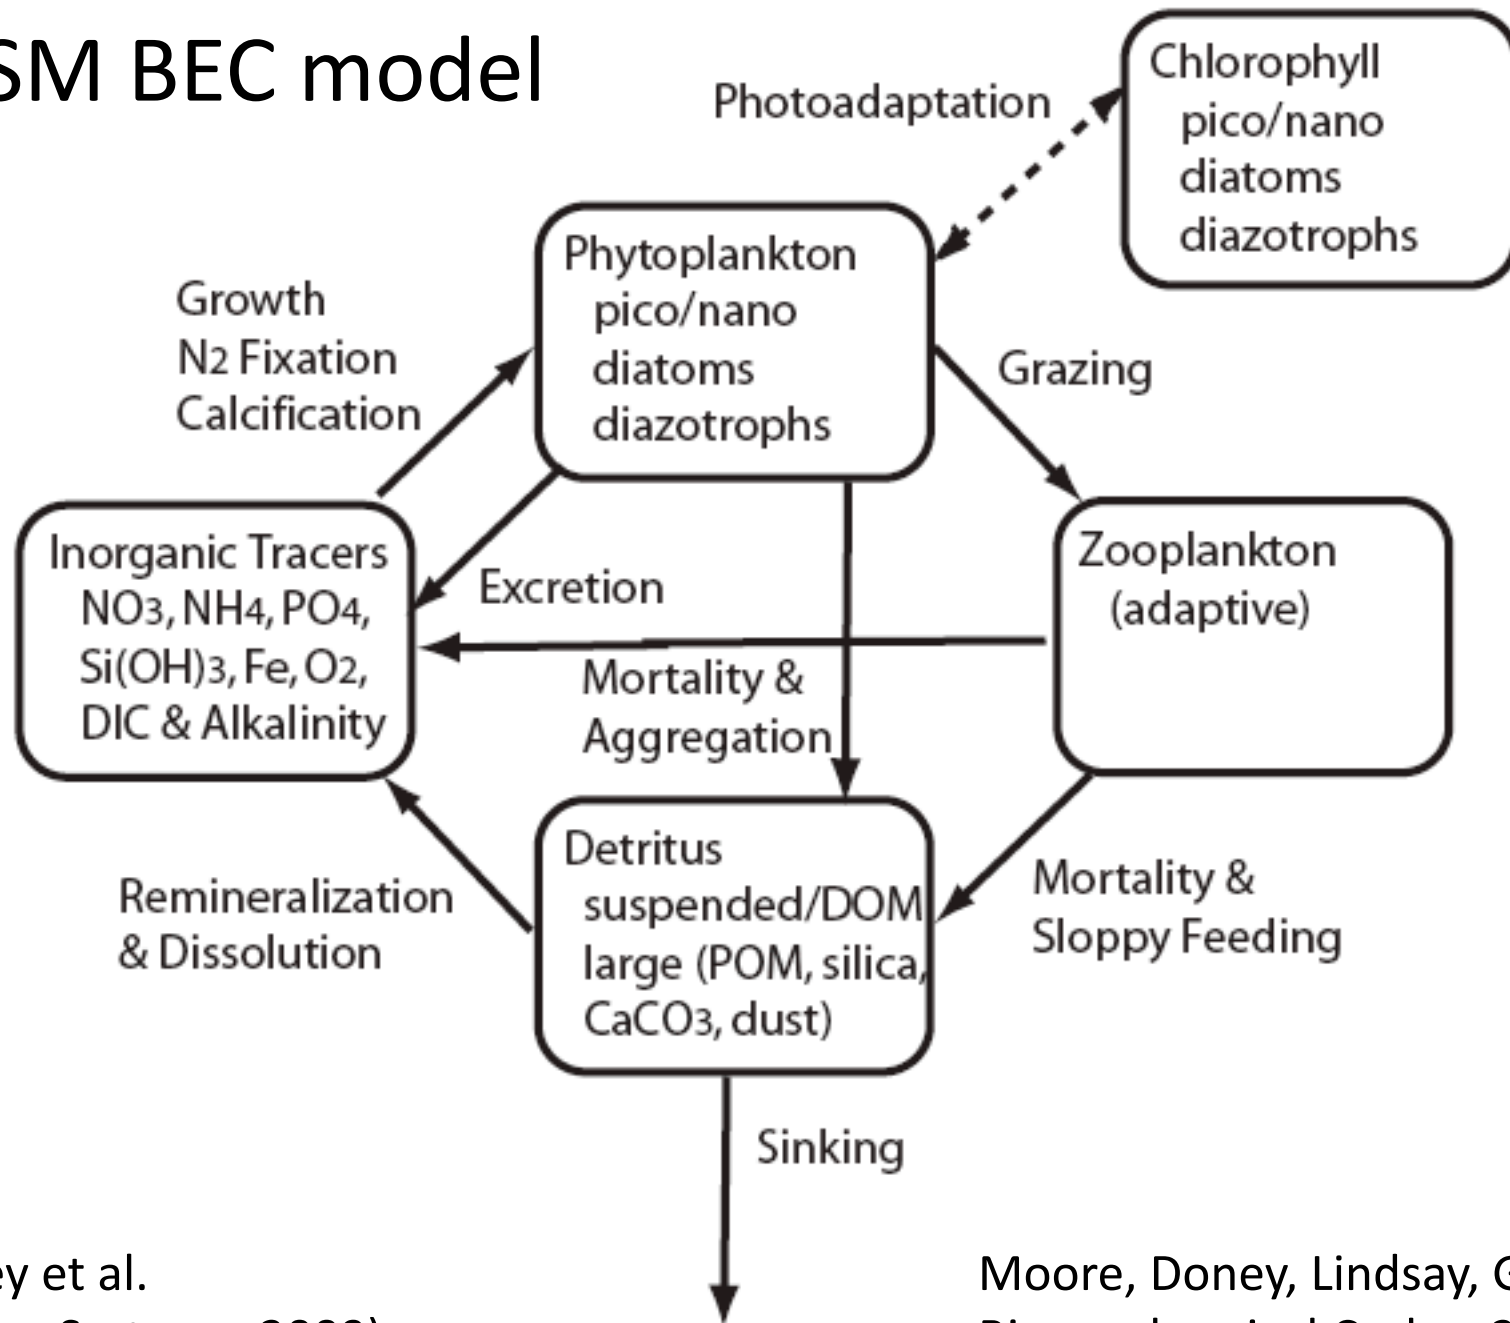 SM BEC model
Photoadaptation
Chlorophyll
pico/nano
diatoms
diazotrophs
Phytoplankton
pico/nano
diatoms
diazotrophs
Growth
N2 Fixation
Calcification
Grazing
Inorganic Tracers
NO3, NH4, PO4,
Si(OH)3, Fe, O2,
DIC & Alkalinity
Excretion
Zooplankton
(adaptive)
Mortality &
Aggregation
Detritus
suspended/DOM
large (POM, silica,
CaCO3, dust)
Remineralization
& Dissolution
Mortality &
Sloppy Feeding
Sinking
ey et al.
Moore, Doney, Lindsay,